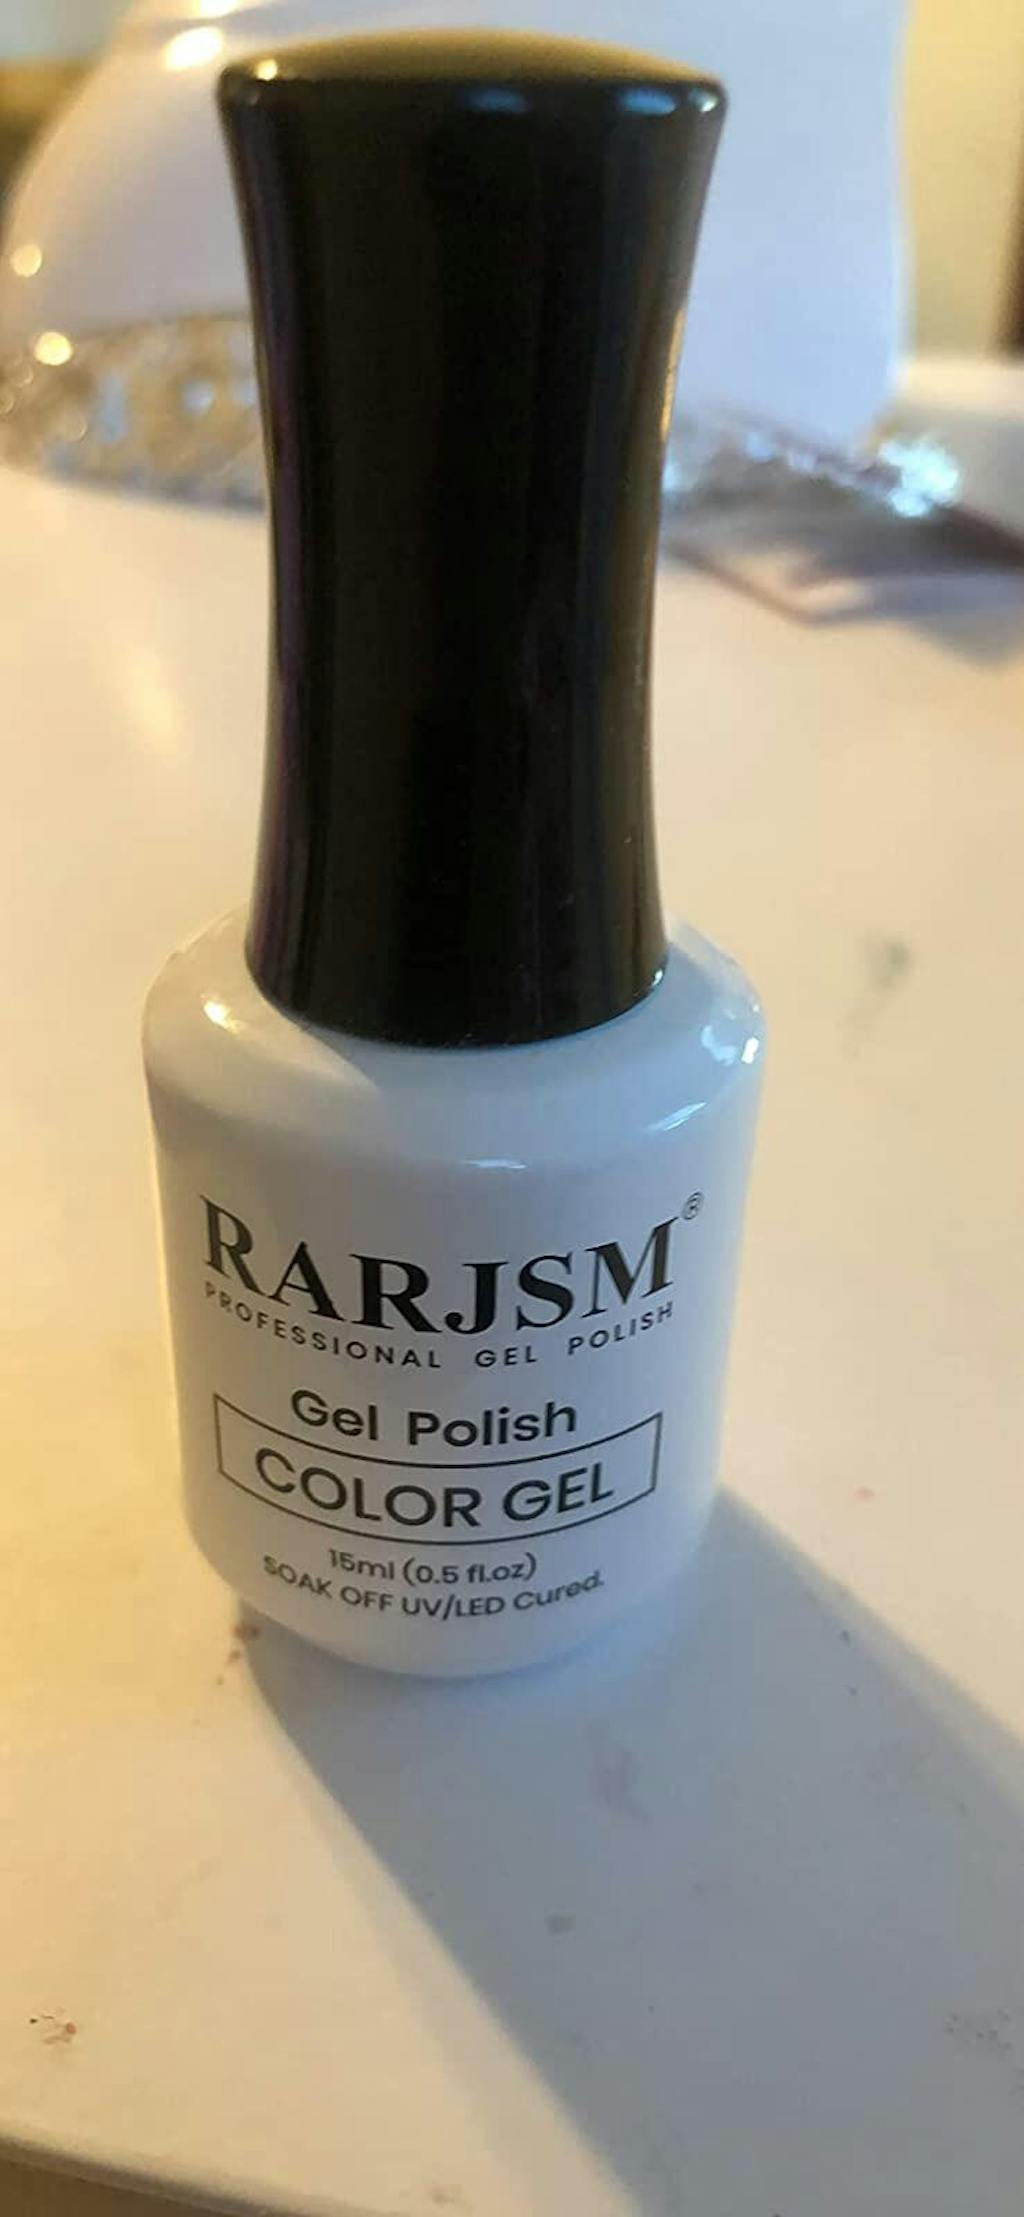 RARJSM®
PROFESSIONAL GEL POLISH
Gel Polish
COLOR GEL
15ml (0.5 fl.oz)
SOAK OFF UV/LED Cured.